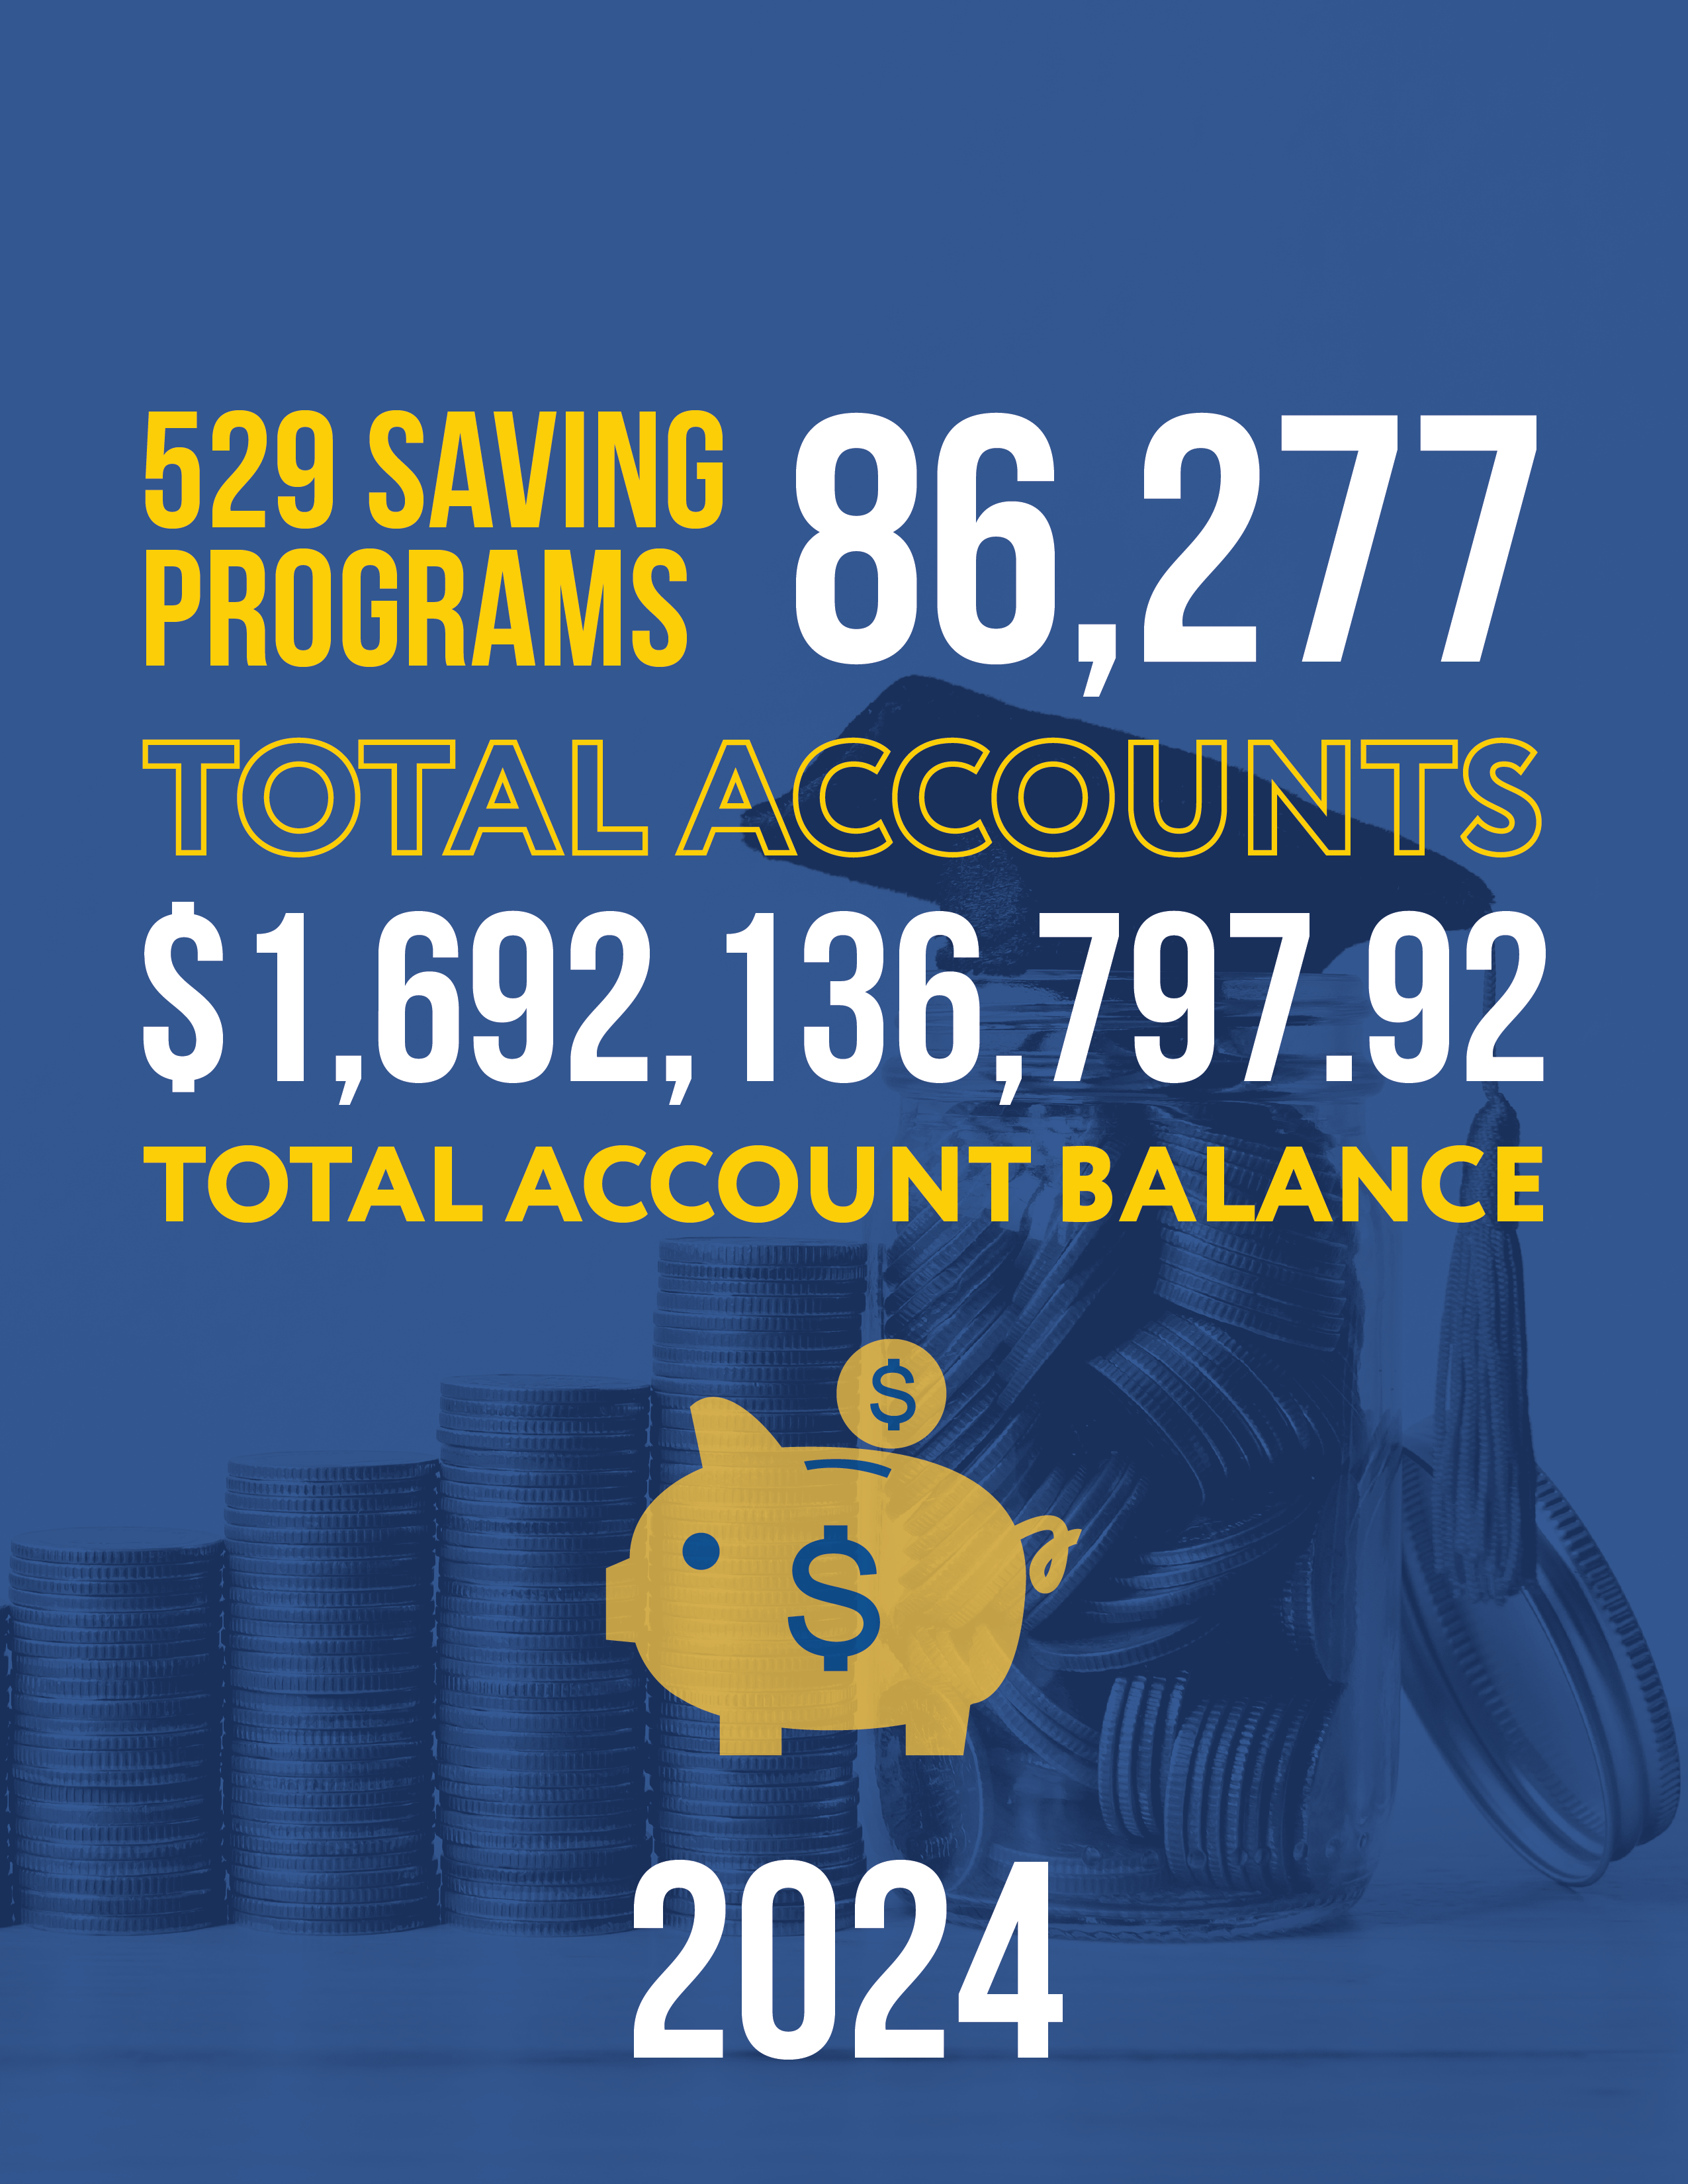 529 SAVING
PROGRAMS
86,277
TOTAL ACCOUNTS
$1,692,136,797.92
TOTAL ACCOUNT BALANCE
$
$
2024